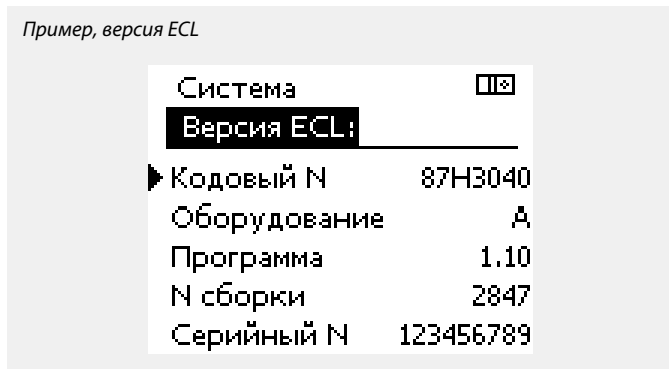 Пример, версия ECL
Система
Версия ECL:
Кодовый N 87H3040
Оборудование A
Программа 1.10
N сборки 2847
Серийный N 123456789